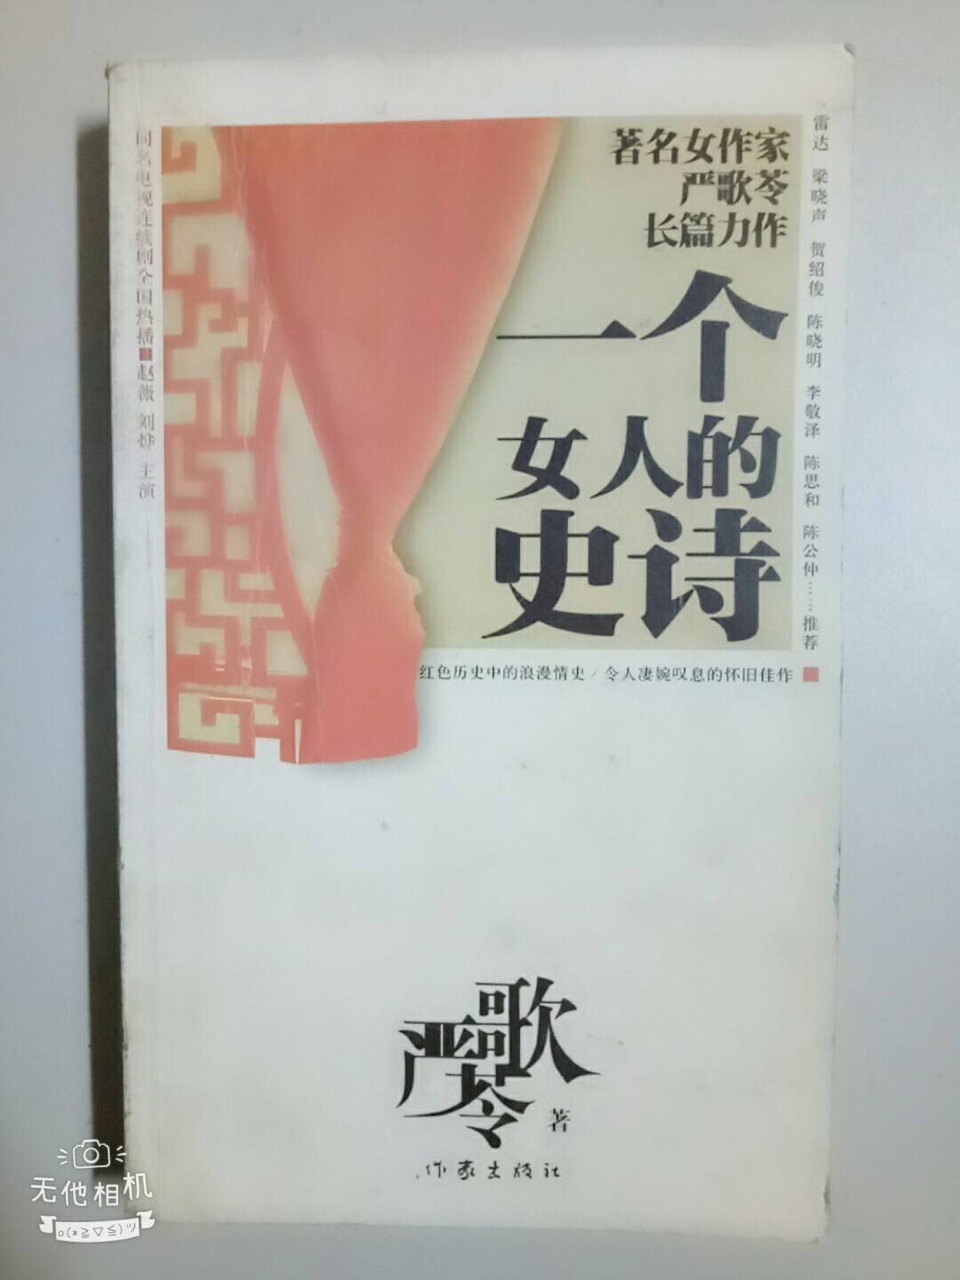 同名电视连续剧全国热播 赵薇 刘烨 主演
著名女作家
严歌苓
长篇力作
一个
女人的
史诗
雷达 梁晓声 贺绍俊 陈晓明 李敬泽 陈思和 陈公仲……推荐
红色历史中的浪漫情史/令人凄婉叹息的怀旧佳作
严歌苓 著
作家出版社
无他相机
o(≥▽≤)ツ